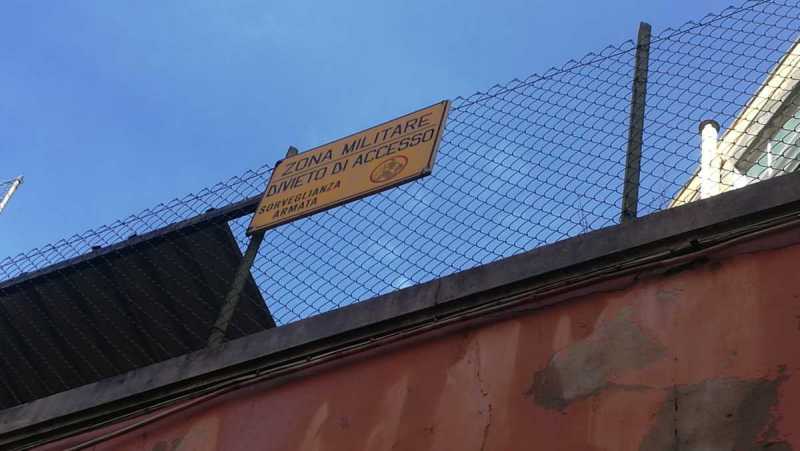 ZONA MILITARE
DIVIETO DI ACCESSO
SORVEGLIANZA
ARMATA